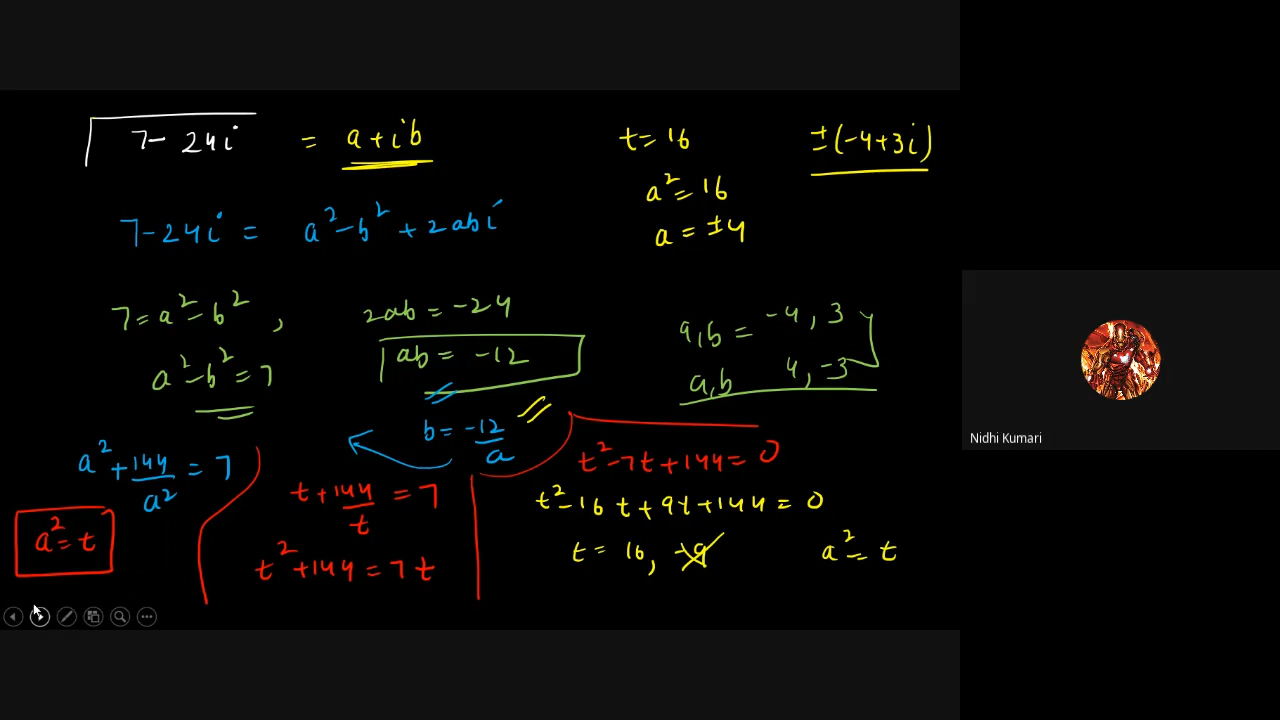 √(7-24i) = a+ib
7-24i = a²-b²+2abi
7=a²-b² , 2ab = -24
a²-b²=7 ab = -12
b = -12/a
a²+144/a² = 7
a²=t
t+144/t = 7
t²+144=7t
t²-7t+144=0
t²-16t+9t+144=0
t= 16, -9 a²=t
t=16
a²=16
a = ±4
a,b = -4, 3
a,b 4, -3
±(-4+3i)
Nidhi Kumari